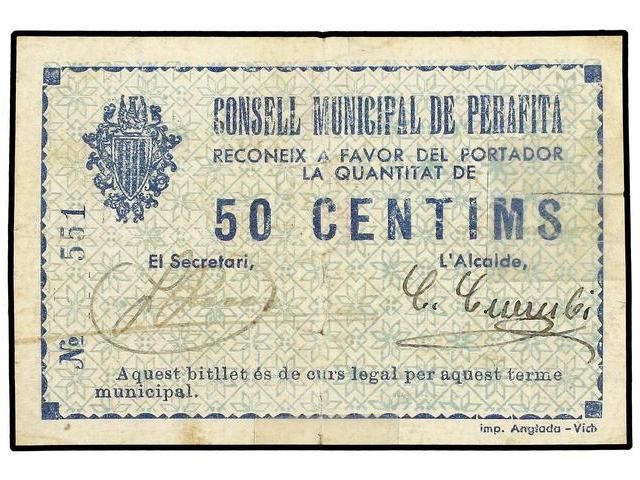 CONSELL MUNICIPAL DE PERAFITA
RECONEIX A FAVOR DEL PORTADOR
LA QUANTITAT DE
50 CENTIMS
El Secretari, L'Alcalde,
Nº 551
Aquest bitllet és de curs legal per aquest terme
municipal.
imp. Anglada - Vich